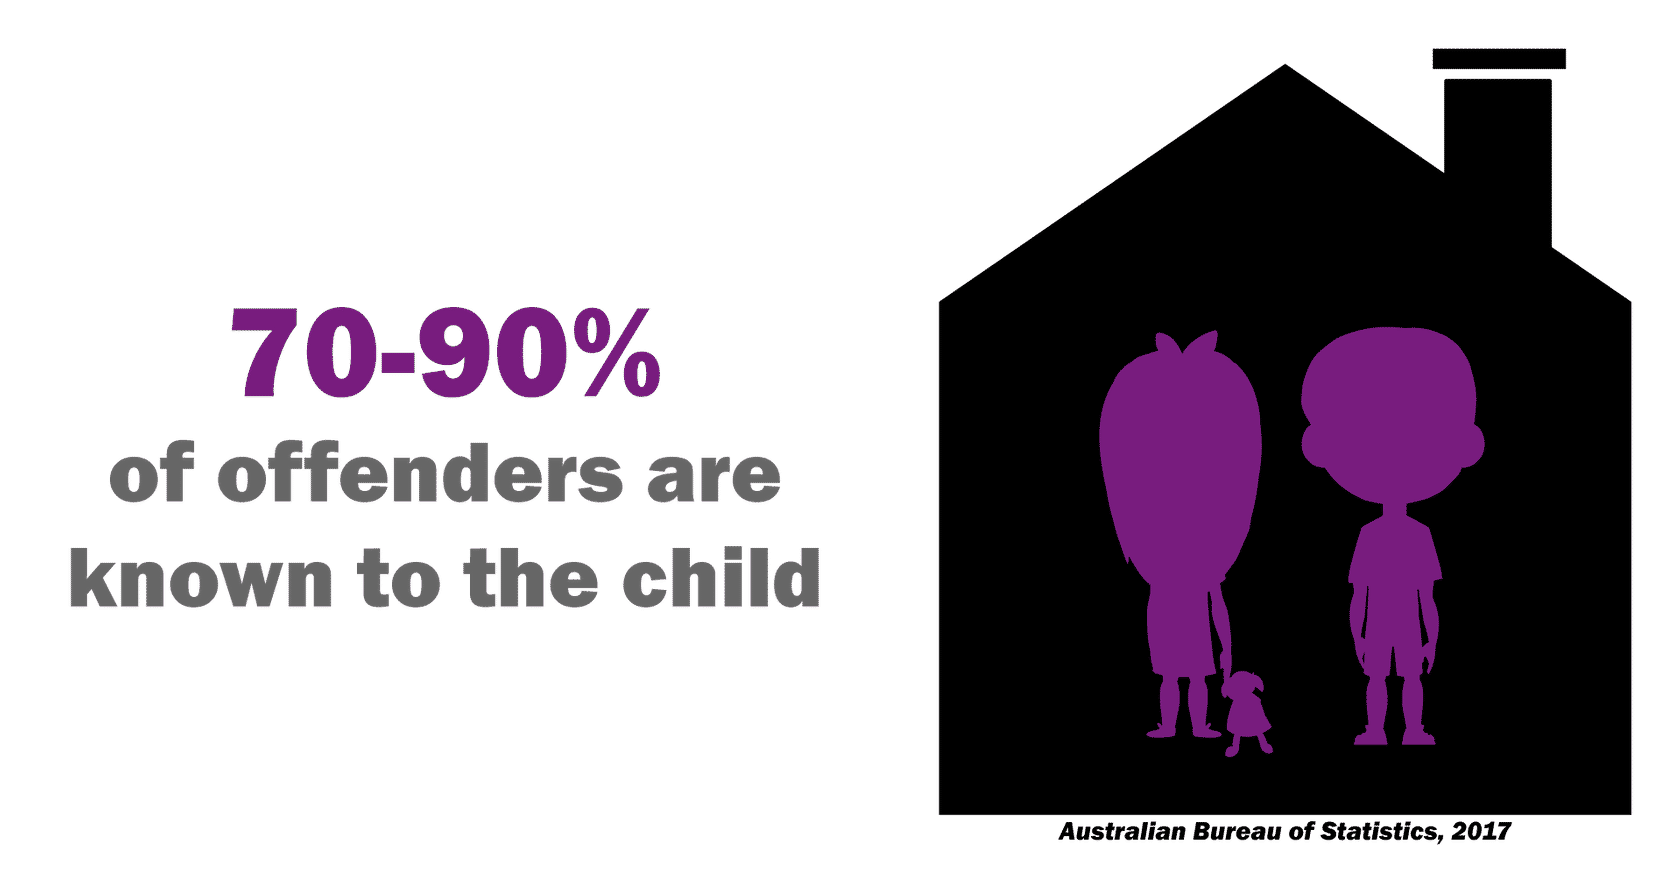 70-90%
of offenders are
known to the child
Australian Bureau of Statistics, 2017